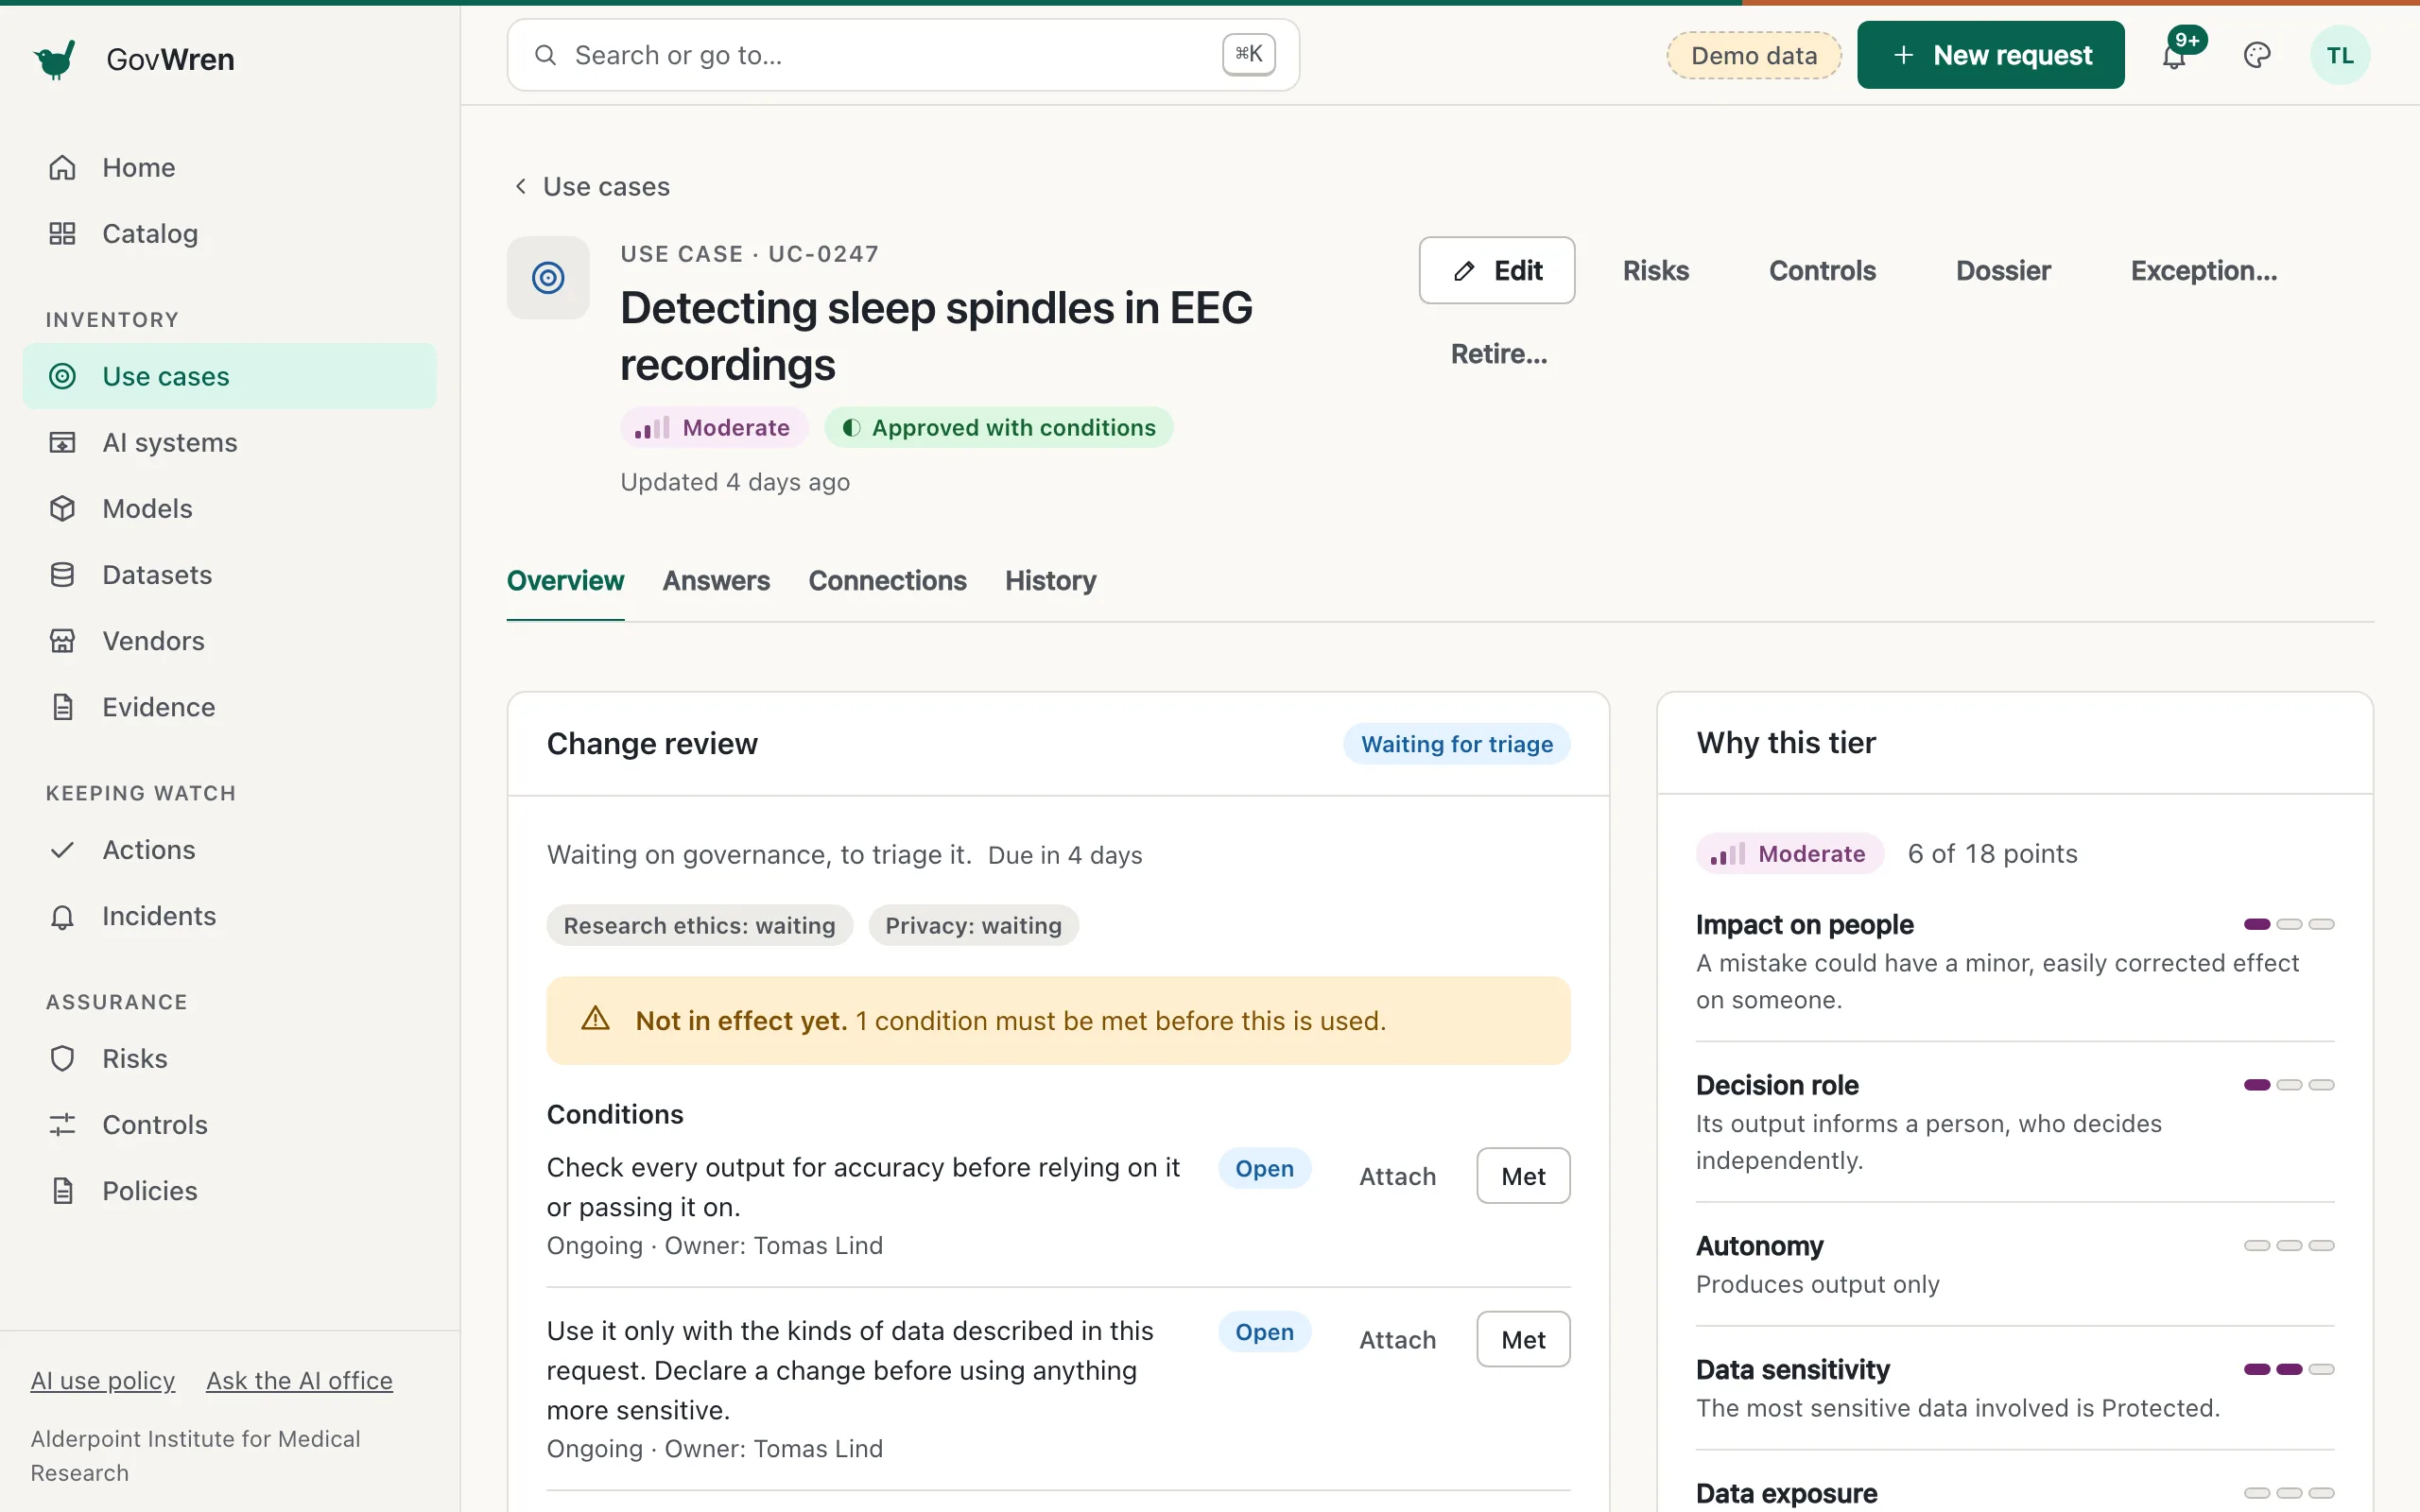 GovWren
Search or go to...
⌘K
Demo data
+ New request
9+
TL
Home
Catalog
INVENTORY
Use cases
AI systems
Models
Datasets
Vendors
Evidence
KEEPING WATCH
Actions
Incidents
ASSURANCE
Risks
Controls
Policies
AI use policy
Ask the AI office
Alderpoint Institute for Medical
Research
Use cases
USE CASE · UC-0247
Detecting sleep spindles in EEG
recordings
Moderate
Approved with conditions
Updated 4 days ago
Edit
Risks
Controls
Dossier
Exception...
Retire...
Overview
Answers
Connections
History
Change review
Waiting for triage
Waiting on governance, to triage it. Due in 4 days
Research ethics: waiting
Privacy: waiting
Not in effect yet. 1 condition must be met before this is used.
Conditions
Check every output for accuracy before relying on it
or passing it on.
Ongoing · Owner: Tomas Lind
Open
Attach
Met
Use it only with the kinds of data described in this
request. Declare a change before using anything
more sensitive.
Ongoing · Owner: Tomas Lind
Open
Attach
Met
Why this tier
Moderate
6 of 18 points
Impact on people
A mistake could have a minor, easily corrected effect
on someone.
Decision role
Its output informs a person, who decides
independently.
Autonomy
Produces output only
Data sensitivity
The most sensitive data involved is Protected.
Data exposure